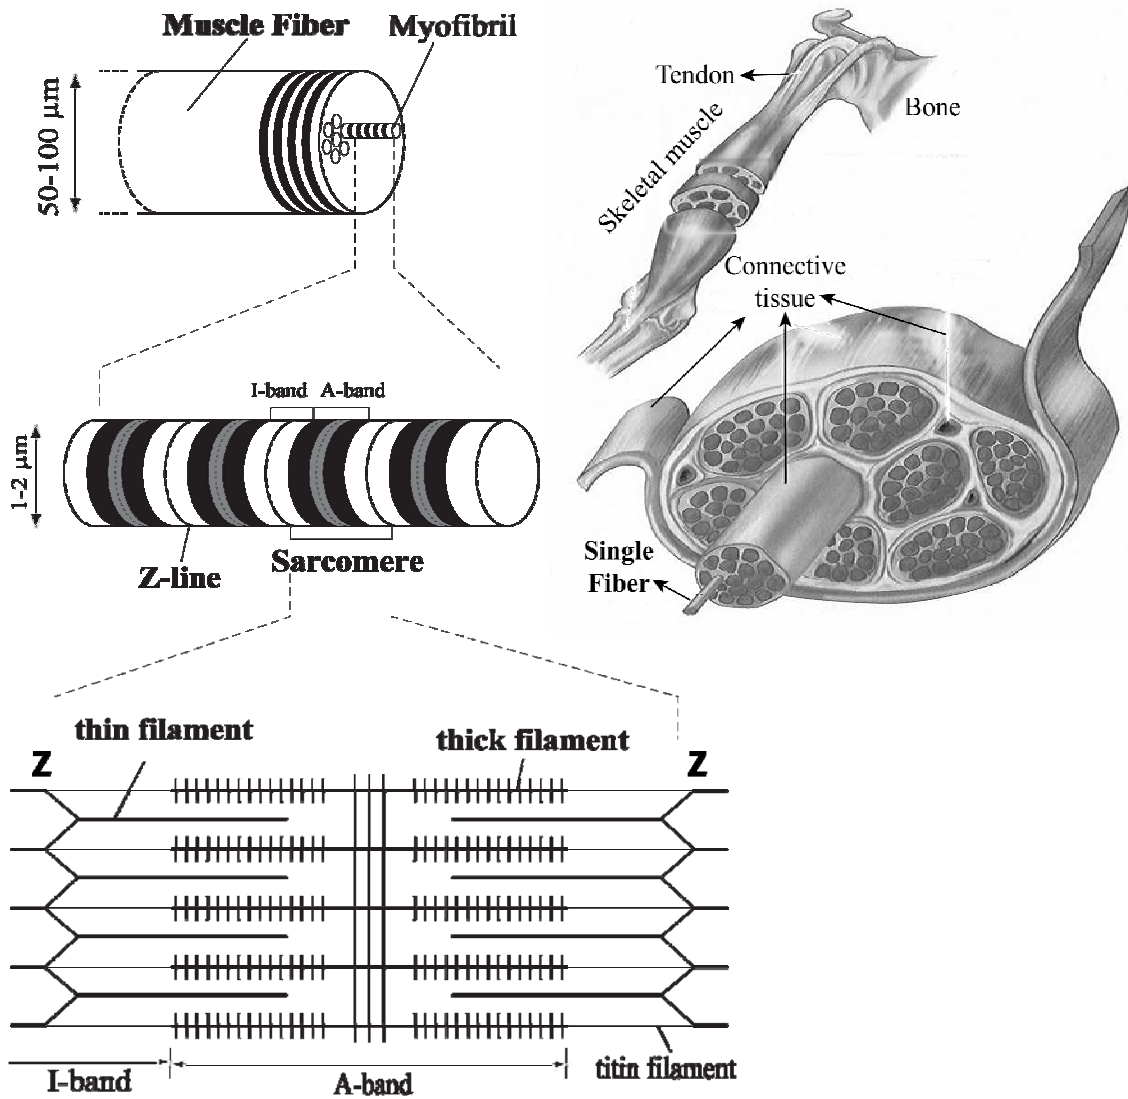 Muscle Fiber
Myofibril
50-100 μm
Tendon
Bone
Skeletal muscle
Connective
tissue
I-band
A-band
1-2 μm
Z-line
Sarcomere
Single
Fiber
thin filament
thick filament
Z
Z
I-band
A-band
titin filament